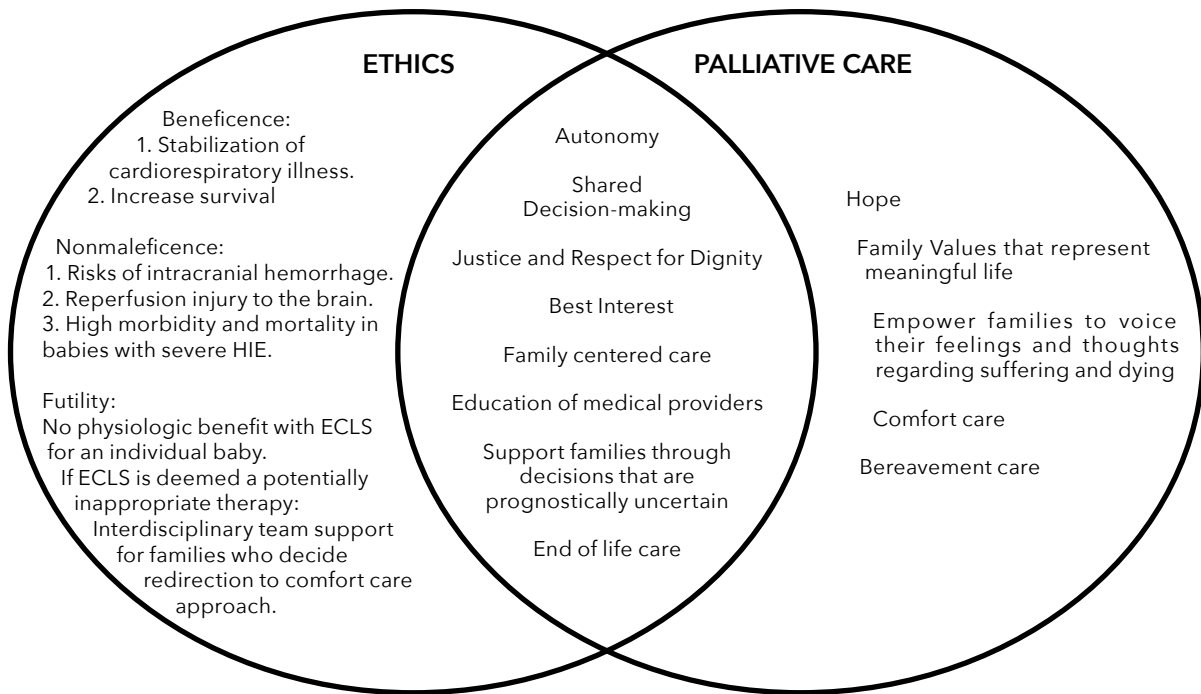 ETHICS
PALLIATIVE CARE
Beneficence:
1. Stabilization of
cardiorespiratory illness.
2. Increase survival
Nonmaleficence:
1. Risks of intracranial hemorrhage.
2. Reperfusion injury to the brain.
3. High morbidity and mortality in
babies with severe HIE.
Futility:
No physiologic benefit with ECLS
for an individual baby.
If ECLS is deemed a potentially
inappropriate therapy:
Interdisciplinary team support
for families who decide
redirection to comfort care
approach.
Autonomy
Shared
Decision-making
Justice and Respect for Dignity
Best Interest
Family centered care
Education of medical providers
Support families through
decisions that are
prognostically uncertain
End of life care
Hope
Family Values that represent
meaningful life
Empower families to voice
their feelings and thoughts
regarding suffering and dying
Comfort care
Bereavement care